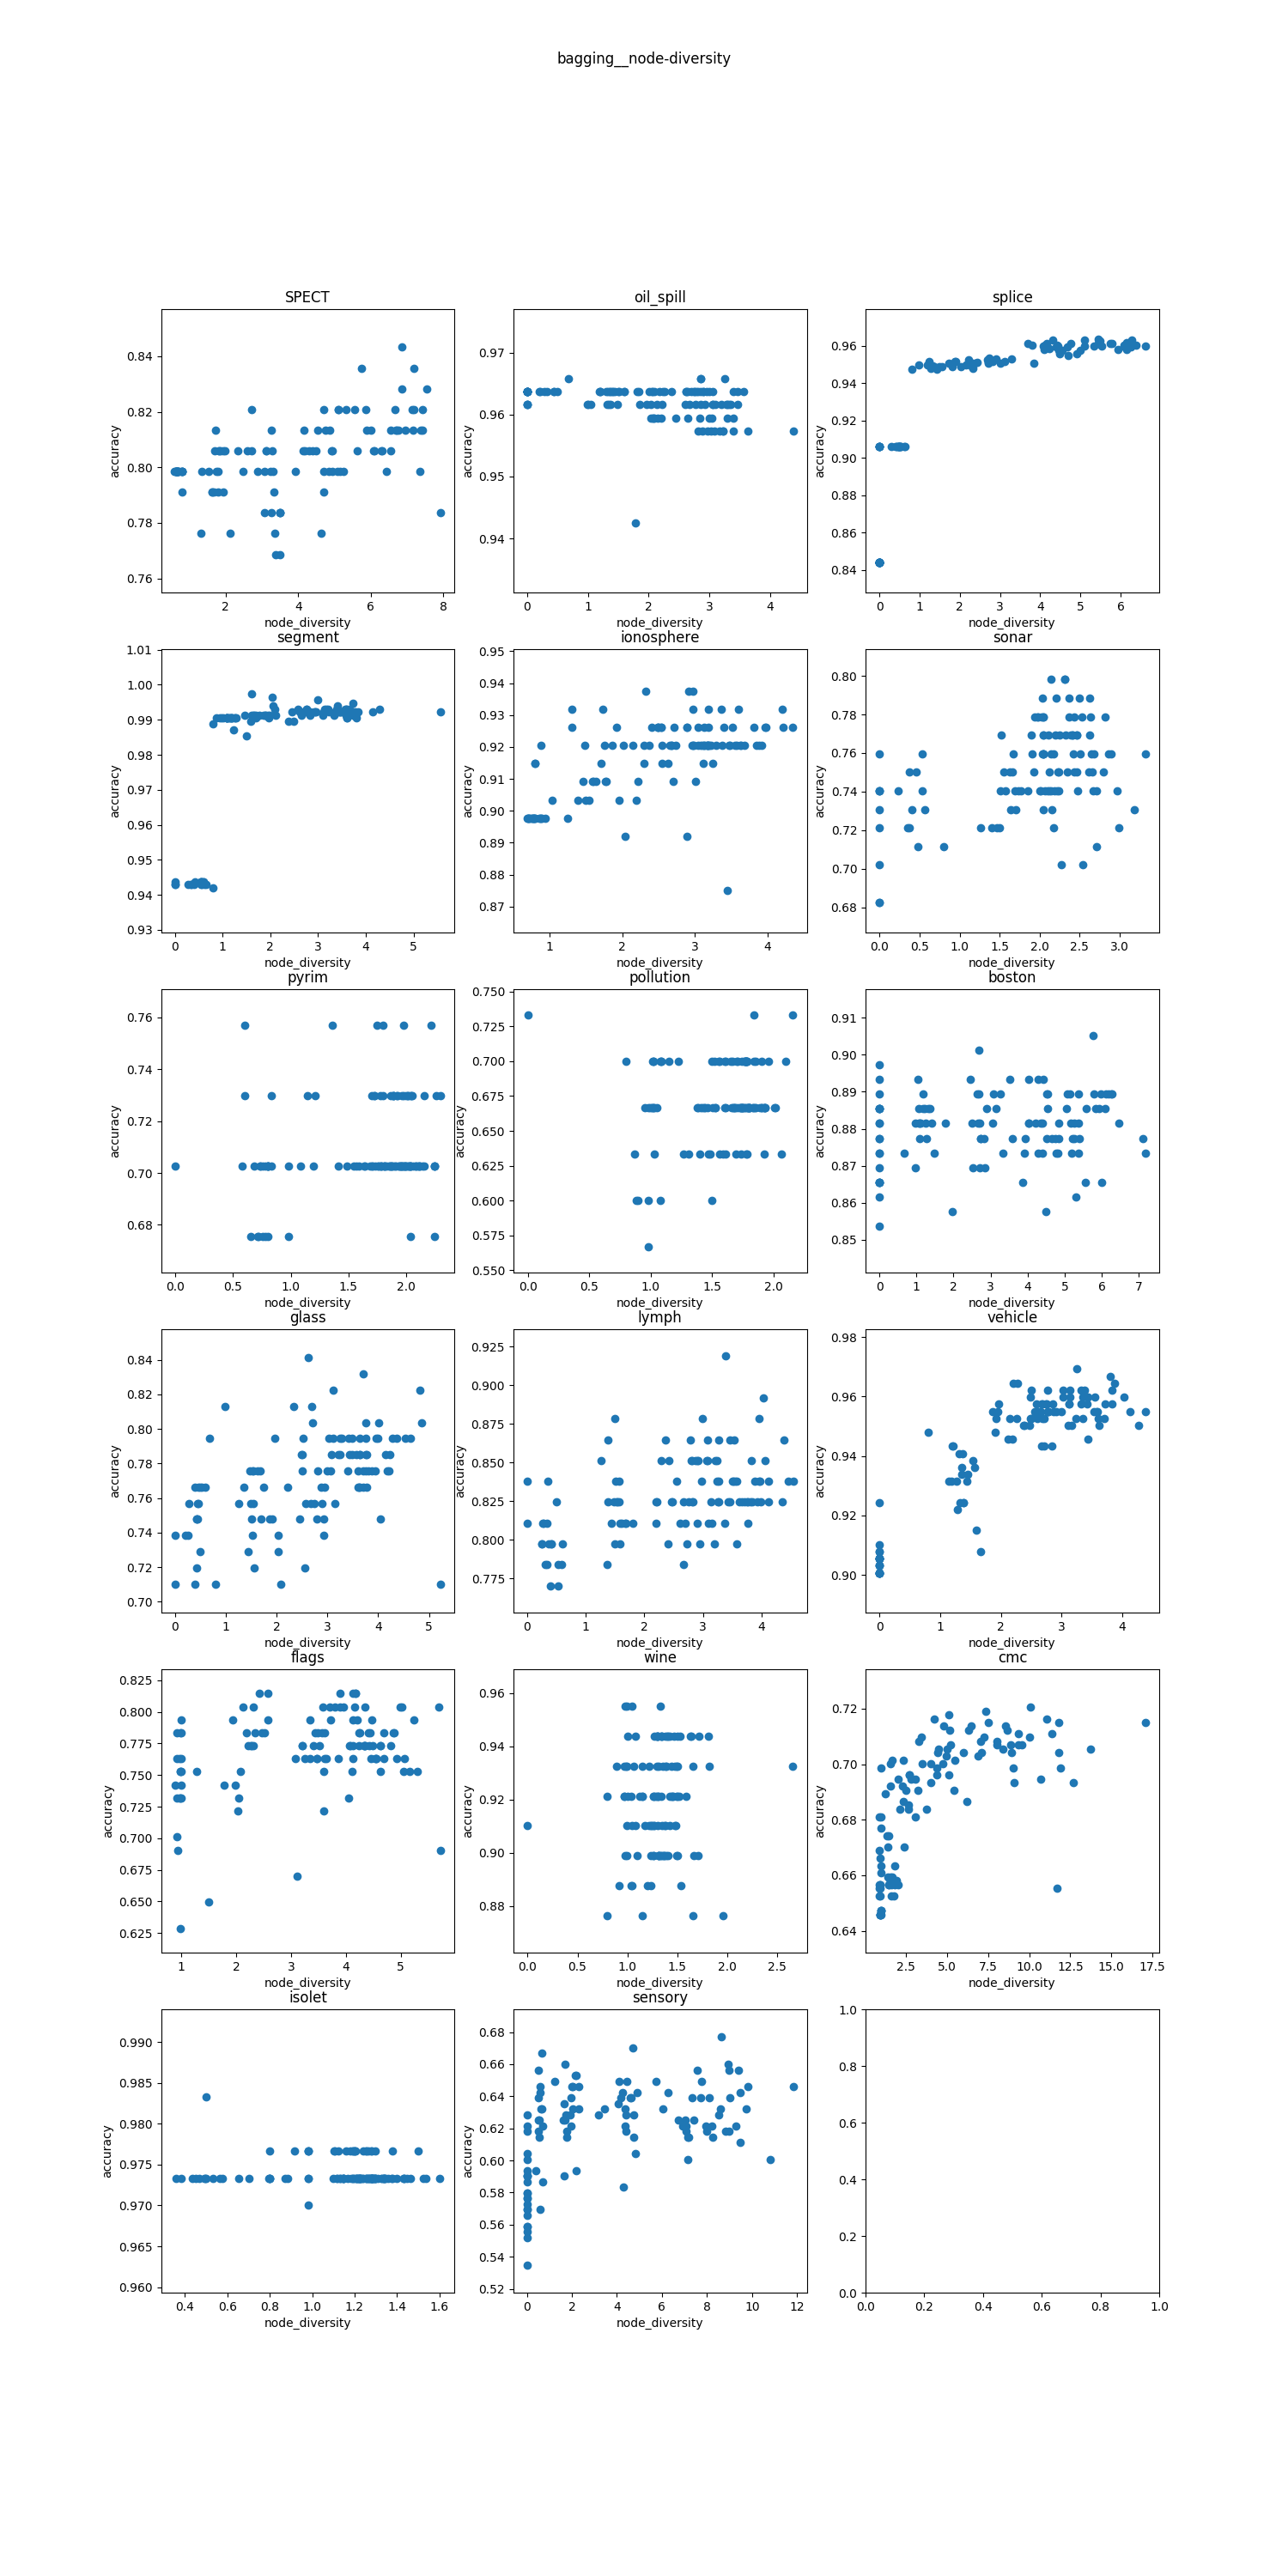 bagging__node-diversity
SPECT
oil_spill
splice
0.84
0.82
0.80
0.78
0.76
accuracy
2 4 6 8
node_diversity
0.97
0.96
0.95
0.94
accuracy
0 1 2 3 4
node_diversity
0.96
0.94
0.92
0.90
0.88
0.86
0.84
accuracy
0 1 2 3 4 5 6
node_diversity
segment
ionosphere
sonar
1.01
1.00
0.99
0.98
0.97
0.96
0.95
0.94
0.93
accuracy
0 1 2 3 4 5
node_diversity
0.95
0.94
0.93
0.92
0.91
0.90
0.89
0.88
0.87
accuracy
1 2 3 4
node_diversity
0.80
0.78
0.76
0.74
0.72
0.70
0.68
accuracy
0.0 0.5 1.0 1.5 2.0 2.5 3.0
node_diversity
pyrim
pollution
boston
0.76
0.74
0.72
0.70
0.68
accuracy
0.0 0.5 1.0 1.5 2.0
node_diversity
0.750
0.725
0.700
0.675
0.650
0.625
0.600
0.575
0.550
accuracy
0.0 0.5 1.0 1.5 2.0
node_diversity
0.91
0.90
0.89
0.88
0.87
0.86
0.85
accuracy
0 1 2 3 4 5 6 7
node_diversity
glass
lymph
vehicle
0.84
0.82
0.80
0.78
0.76
0.74
0.72
0.70
accuracy
0 1 2 3 4 5
node_diversity
0.925
0.900
0.875
0.850
0.825
0.800
0.775
accuracy
0 1 2 3 4
node_diversity
0.98
0.96
0.94
0.92
0.90
accuracy
0 1 2 3 4
node_diversity
flags
wine
cmc
0.825
0.800
0.775
0.750
0.725
0.700
0.675
0.650
0.625
accuracy
1 2 3 4 5
node_diversity
0.96
0.94
0.92
0.90
0.88
accuracy
0.0 0.5 1.0 1.5 2.0 2.5
node_diversity
0.72
0.70
0.68
0.66
0.64
accuracy
2.5 5.0 7.5 10.0 12.5 15.0 17.5
node_diversity
isolet
sensory
0.990
0.985
0.980
0.975
0.970
0.965
0.960
accuracy
0.4 0.6 0.8 1.0 1.2 1.4 1.6
node_diversity
0.68
0.66
0.64
0.62
0.60
0.58
0.56
0.54
0.52
accuracy
0 2 4 6 8 10 12
node_diversity
1.0
0.8
0.6
0.4
0.2
0.0
0.0 0.2 0.4 0.6 0.8 1.0